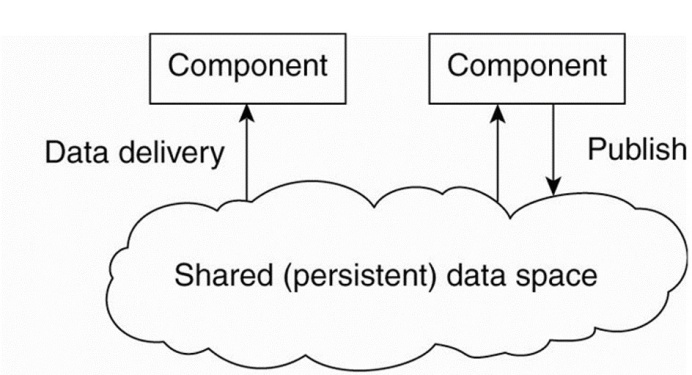 Component
Component
Data delivery
Publish
Shared (persistent) data space